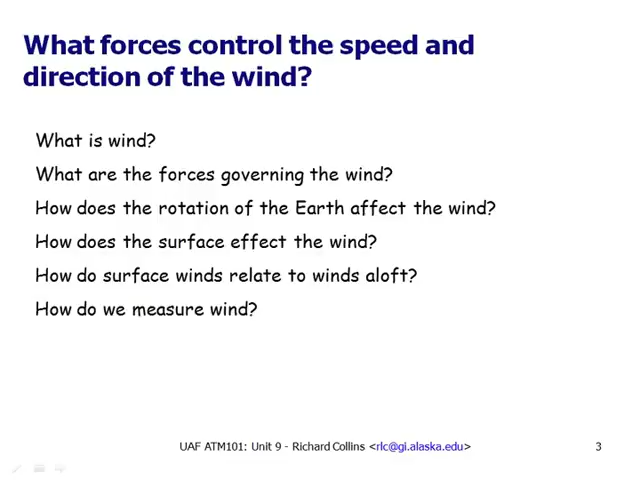 What forces control the speed and
direction of the wind?
What is wind?
What are the forces governing the wind?
How does the rotation of the Earth affect the wind?
How does the surface effect the wind?
How do surface winds relate to winds aloft?
How do we measure wind?
UAF ATM101: Unit 9 - Richard Collins <rlc@gi.alaska.edu>
3